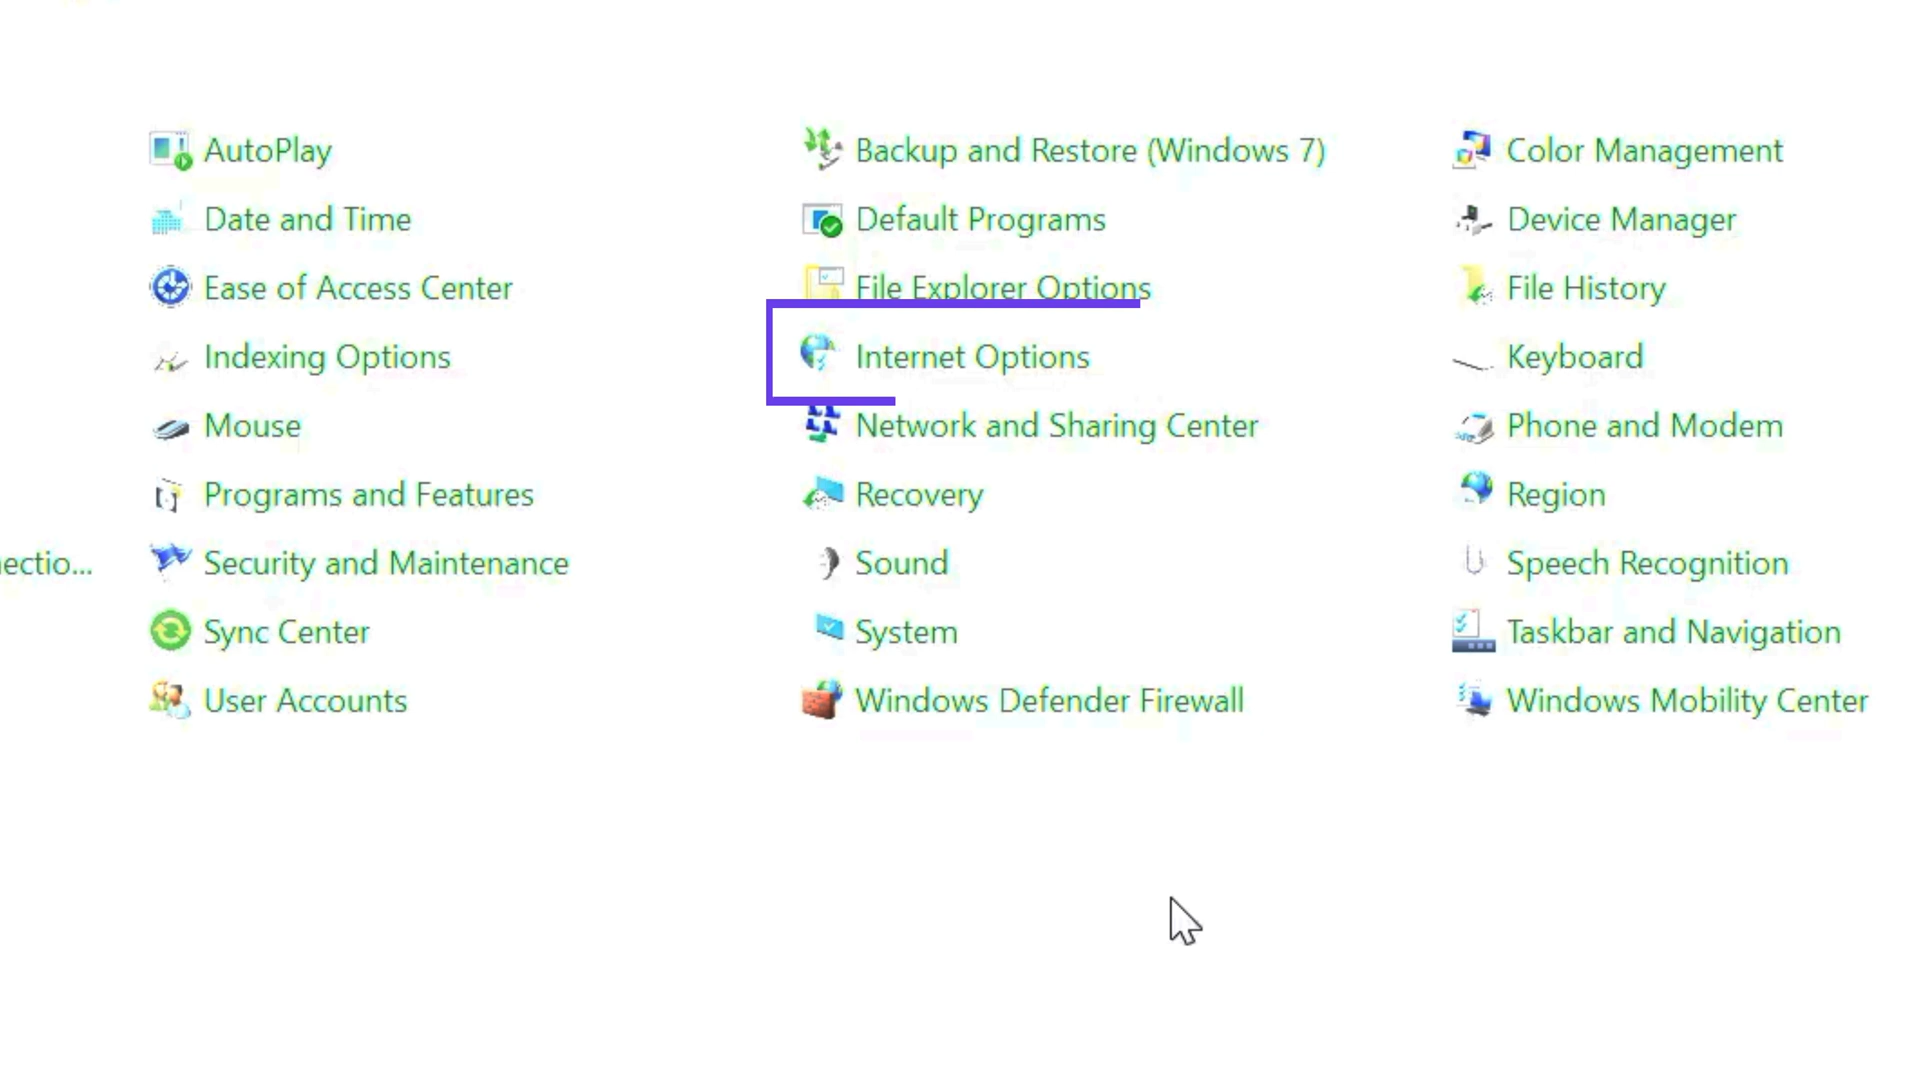 AutoPlay
Backup and Restore (Windows 7)
Color Management
Date and Time
Default Programs
Device Manager
Ease of Access Center
File Explorer Options
File History
Indexing Options
Internet Options
Keyboard
Mouse
Network and Sharing Center
Phone and Modem
Programs and Features
Recovery
Region
ectio...
Security and Maintenance
Sound
Speech Recognition
Sync Center
System
Taskbar and Navigation
User Accounts
Windows Defender Firewall
Windows Mobility Center